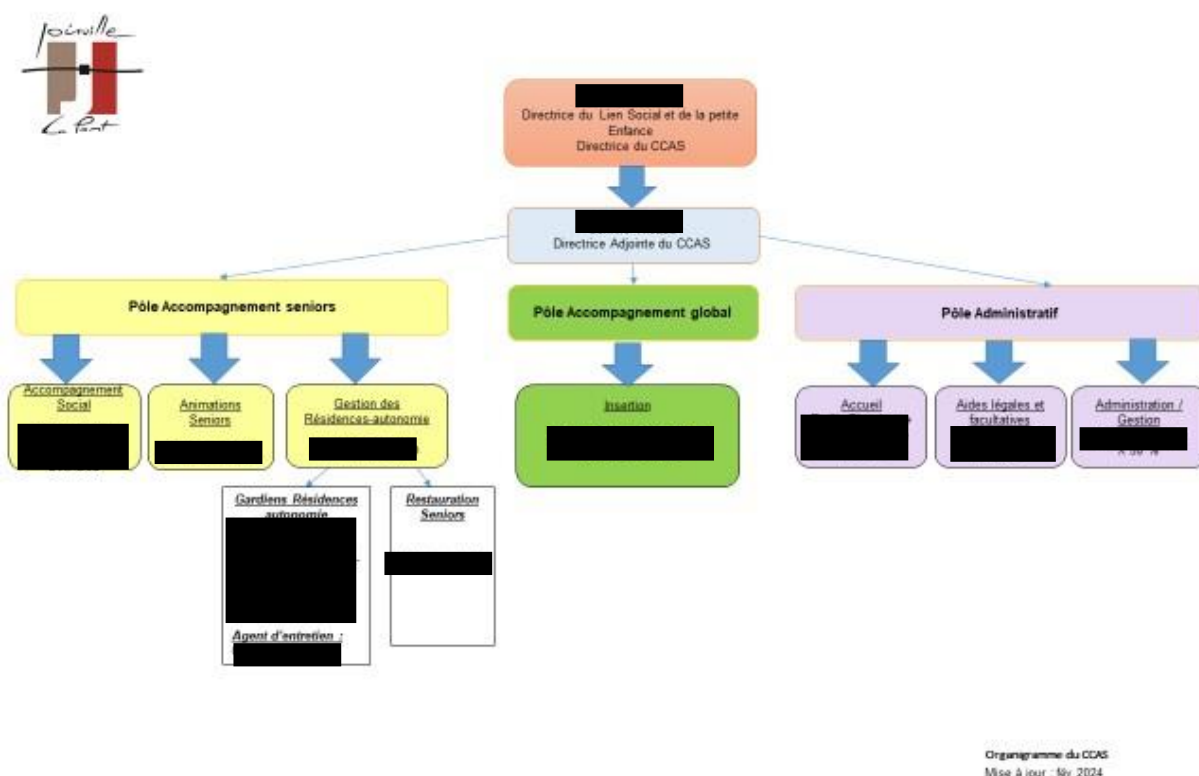 Joinville
Le Pont
Directrice du Lien Social et de la petite
Enfance
Directrice du CCAS
Directrice Adjointe du CCAS
Pôle Accompagnement seniors
Pôle Accompagnement global
Pôle Administratif
Accompagnement
Social
Animations
Seniors
Gestion des
Résidences-autonomie
Insertion
Accueil
Aides légales et
facultatives
Administration /
Gestion
Gardiens Résidences
autonomie
Agent d'entretien :
Restauration
Seniors
Organigramme du CCAS
Mise à jour : fév. 2024